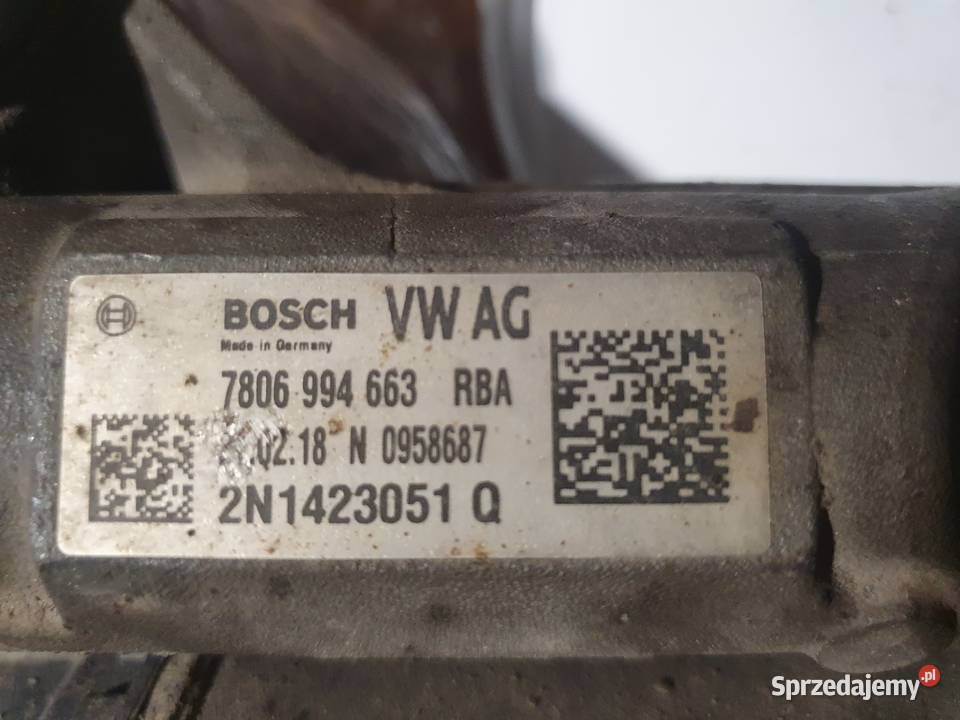 BOSCH VW AG
Made in Germany
7806 994 663 RBA
.02.18 N 0958687
2N1423051 Q
Sprzedajemy.pl